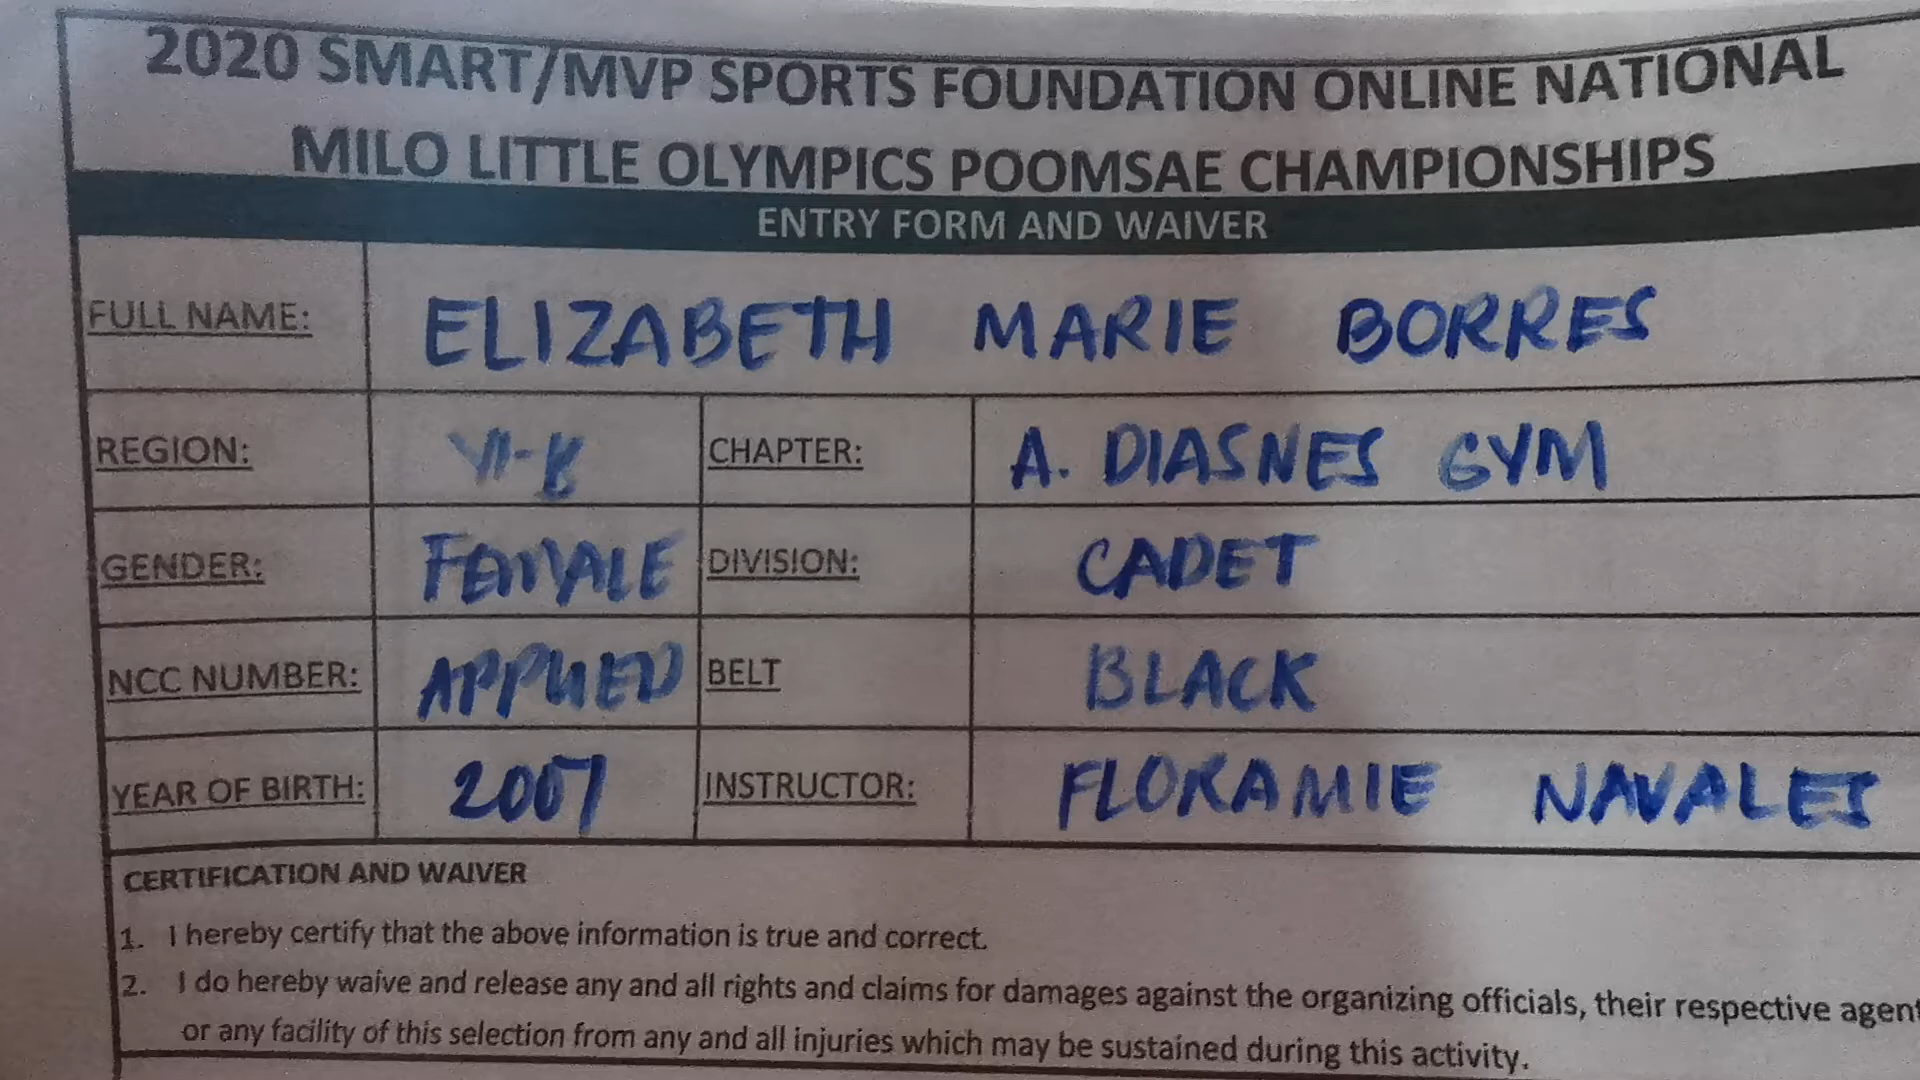 2020 SMART/MVP SPORTS FOUNDATION ONLINE NATIONAL
MILO LITTLE OLYMPICS POOMSAE CHAMPIONSHIPS
ENTRY FORM AND WAIVER
FULL NAME: ELIZABETH MARIE BORRES
REGION: VI-B CHAPTER: A. DIASNES GYM
GENDER: FEMALE DIVISION: CADET
NCC NUMBER: APPLIED BELT BLACK
YEAR OF BIRTH: 2007 INSTRUCTOR: FLORAMIE NAVALES
CERTIFICATION AND WAIVER
1. I hereby certify that the above information is true and correct.
2. I do hereby waive and release any and all rights and claims for damages against the organizing officials, their respective agent
or any facility of this selection from any and all injuries which may be sustained during this activity.